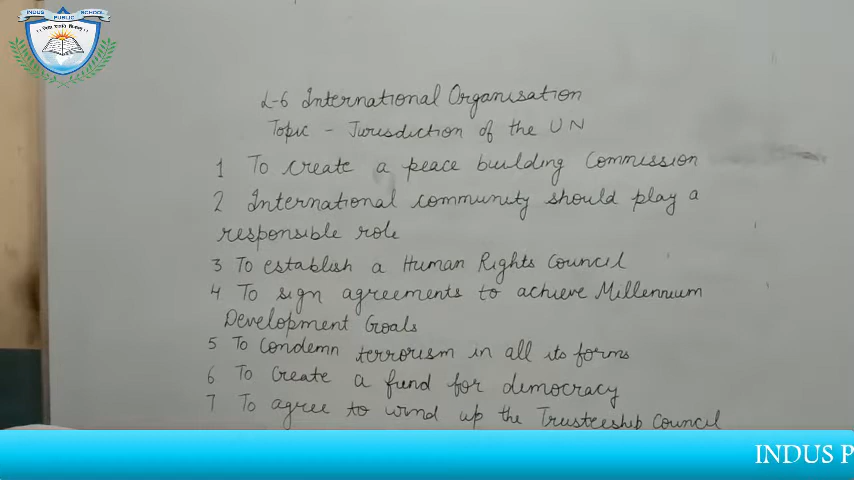 INDUS PUBLIC SCHOOL
L-6 International Organisation
Topic - Jurisdiction of the UN
1 To create a peace building Commission
2 International community should play a
responsible role
3 To establish a Human Rights Council
4 To sign agreements to achieve Millennium
Development Goals
5 To condemn terrorism in all its forms
6 To create a fund for democracy
7 To agree to wind up the Trusteeship Council
INDUS P